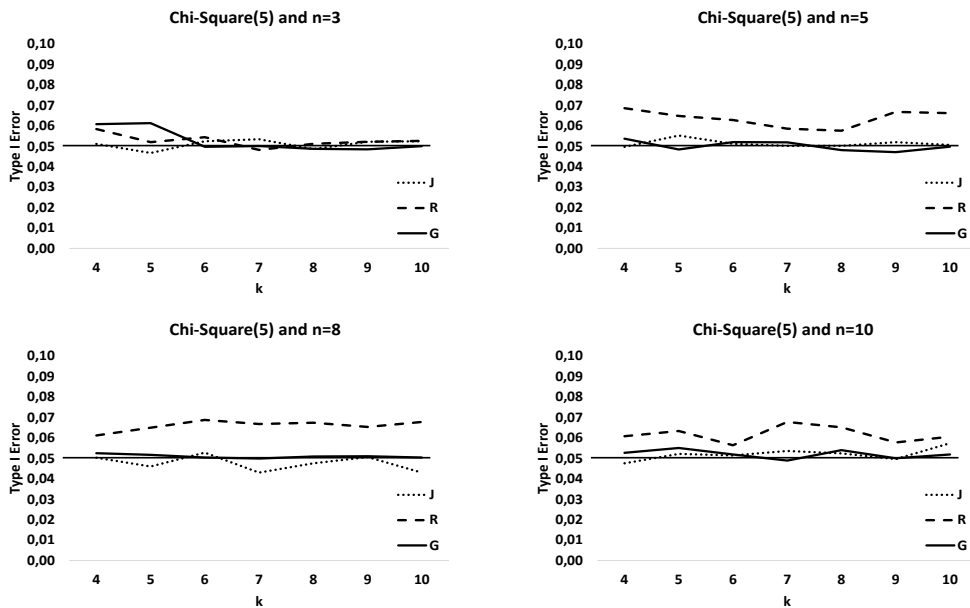 Chi-Square(5) and n=3
0,10
0,09
0,08
0,07
0,06
0,05
0,04
0,03
0,02
0,01
0,00
Type I Error
J
R
G
4 5 6 7 8 9 10
k
Chi-Square(5) and n=5
0,10
0,09
0,08
0,07
0,06
0,05
0,04
0,03
0,02
0,01
0,00
Type I Error
J
R
G
4 5 6 7 8 9 10
k
Chi-Square(5) and n=8
0,10
0,09
0,08
0,07
0,06
0,05
0,04
0,03
0,02
0,01
0,00
Type I Error
J
R
G
4 5 6 7 8 9 10
k
Chi-Square(5) and n=10
0,10
0,09
0,08
0,07
0,06
0,05
0,04
0,03
0,02
0,01
0,00
Type I Error
J
R
G
4 5 6 7 8 9 10
k